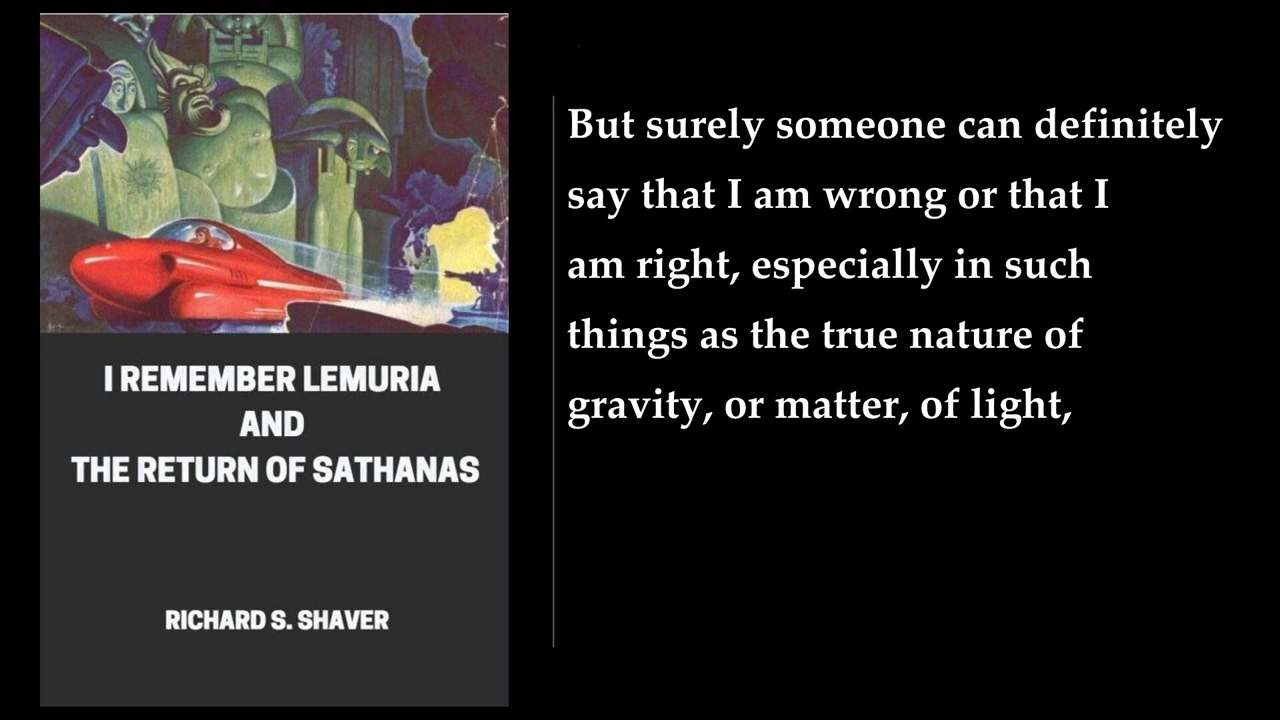 I REMEMBER LEMURIA
AND
THE RETURN OF SATHANAS
RICHARD S. SHAVER
But surely someone can definitely
say that I am wrong or that I
am right, especially in such
things as the true nature of
gravity, or matter, of light,